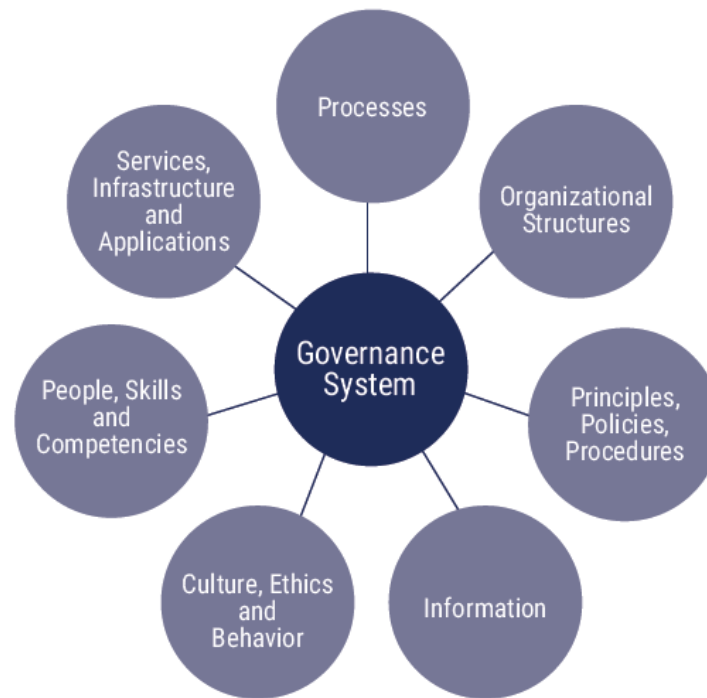 Processes
Organizational
Structures
Principles,
Policies,
Procedures
Information
Culture, Ethics
and
Behavior
People, Skills
and
Competencies
Services,
Infrastructure
and
Applications
Governance
System